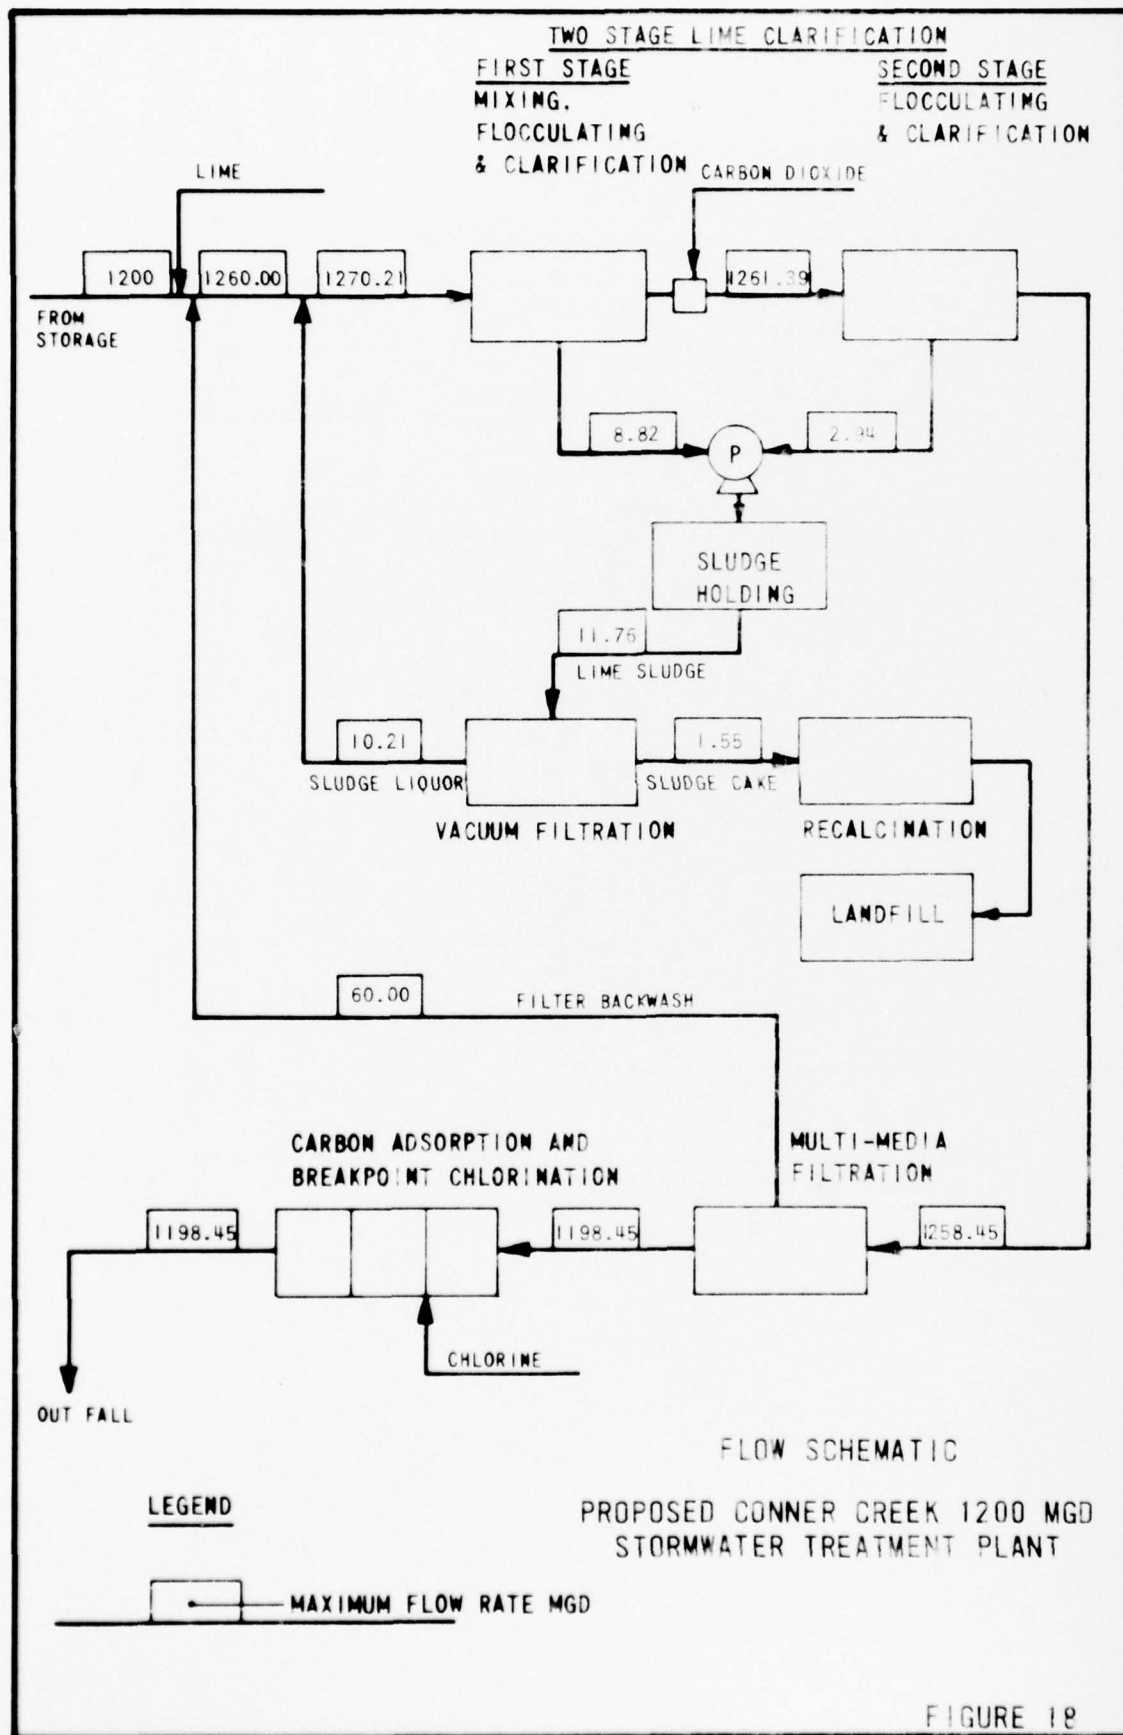 TWO STAGE LIME CLARIFICATION
FIRST STAGE
MIXING,
FLOCCULATING
& CLARIFICATION
SECOND STAGE
FLOCCULATING
& CLARIFICATION
LIME
CARBON DIOXIDE
1200
1260.00
1270.21
1261.39
FROM
STORAGE
8.82
P
2.94
SLUDGE
HOLDING
11.76
LIME SLUDGE
10.21
1.55
SLUDGE LIQUOR
SLUDGE CAKE
VACUUM FILTRATION
RECALCINATION
LANDFILL
60.00
FILTER BACKWASH
CARBON ADSORPTION AND
BREAKPOINT CHLORINATION
MULTI-MEDIA
FILTRATION
1198.45
1198.45
1258.45
CHLORINE
OUT FALL
FLOW SCHEMATIC
PROPOSED CONNER CREEK 1200 MGD
STORMWATER TREATMENT PLANT
LEGEND
MAXIMUM FLOW RATE MGD
FIGURE 18